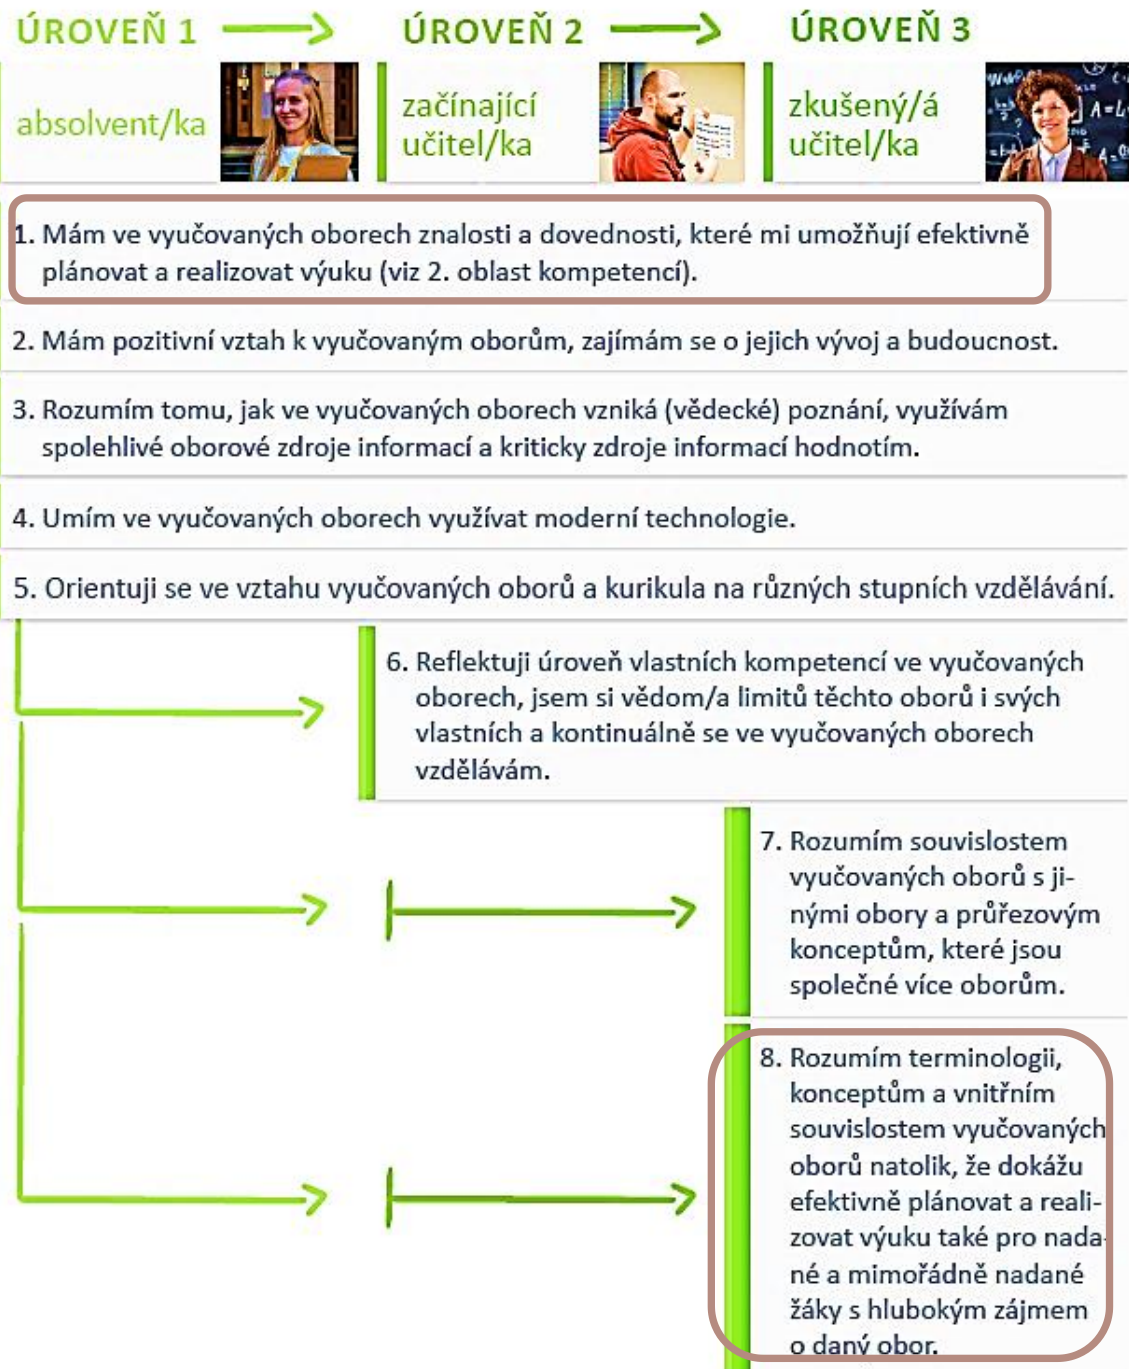 ÚROVEŇ 1
ÚROVEŇ 2
ÚROVEŇ 3
absolvent/ka
začínající
učitel/ka
zkušený/á
učitel/ka
1. Mám ve vyučovaných oborech znalosti a dovednosti, které mi umožňují efektivně
plánovat a realizovat výuku (viz 2. oblast kompetencí).
2. Mám pozitivní vztah k vyučovaným oborům, zajímám se o jejich vývoj a budoucnost.
3. Rozumím tomu, jak ve vyučovaných oborech vzniká (vědecké) poznání, využívám
spolehlivé oborové zdroje informací a kriticky zdroje informací hodnotím.
4. Umím ve vyučovaných oborech využívat moderní technologie.
5. Orientuji se ve vztahu vyučovaných oborů a kurikula na různých stupních vzdělávání.
6. Reflektuji úroveň vlastních kompetencí ve vyučovaných
oborech, jsem si vědom/a limitů těchto oborů i svých
vlastních a kontinuálně se ve vyučovaných oborech
vzdělávám.
7. Rozumím souvislostem
vyučovaných oborů s ji-
nými obory a průřezovým
konceptům, které jsou
společné více oborům.
8. Rozumím terminologii,
konceptům a vnitřním
souvislostem vyučovaných
oborů natolik, že dokážu
efektivně plánovat a reali-
zovat výuku také pro nada-
né a mimořádně nadané
žáky s hlubokým zájmem
o daný obor.